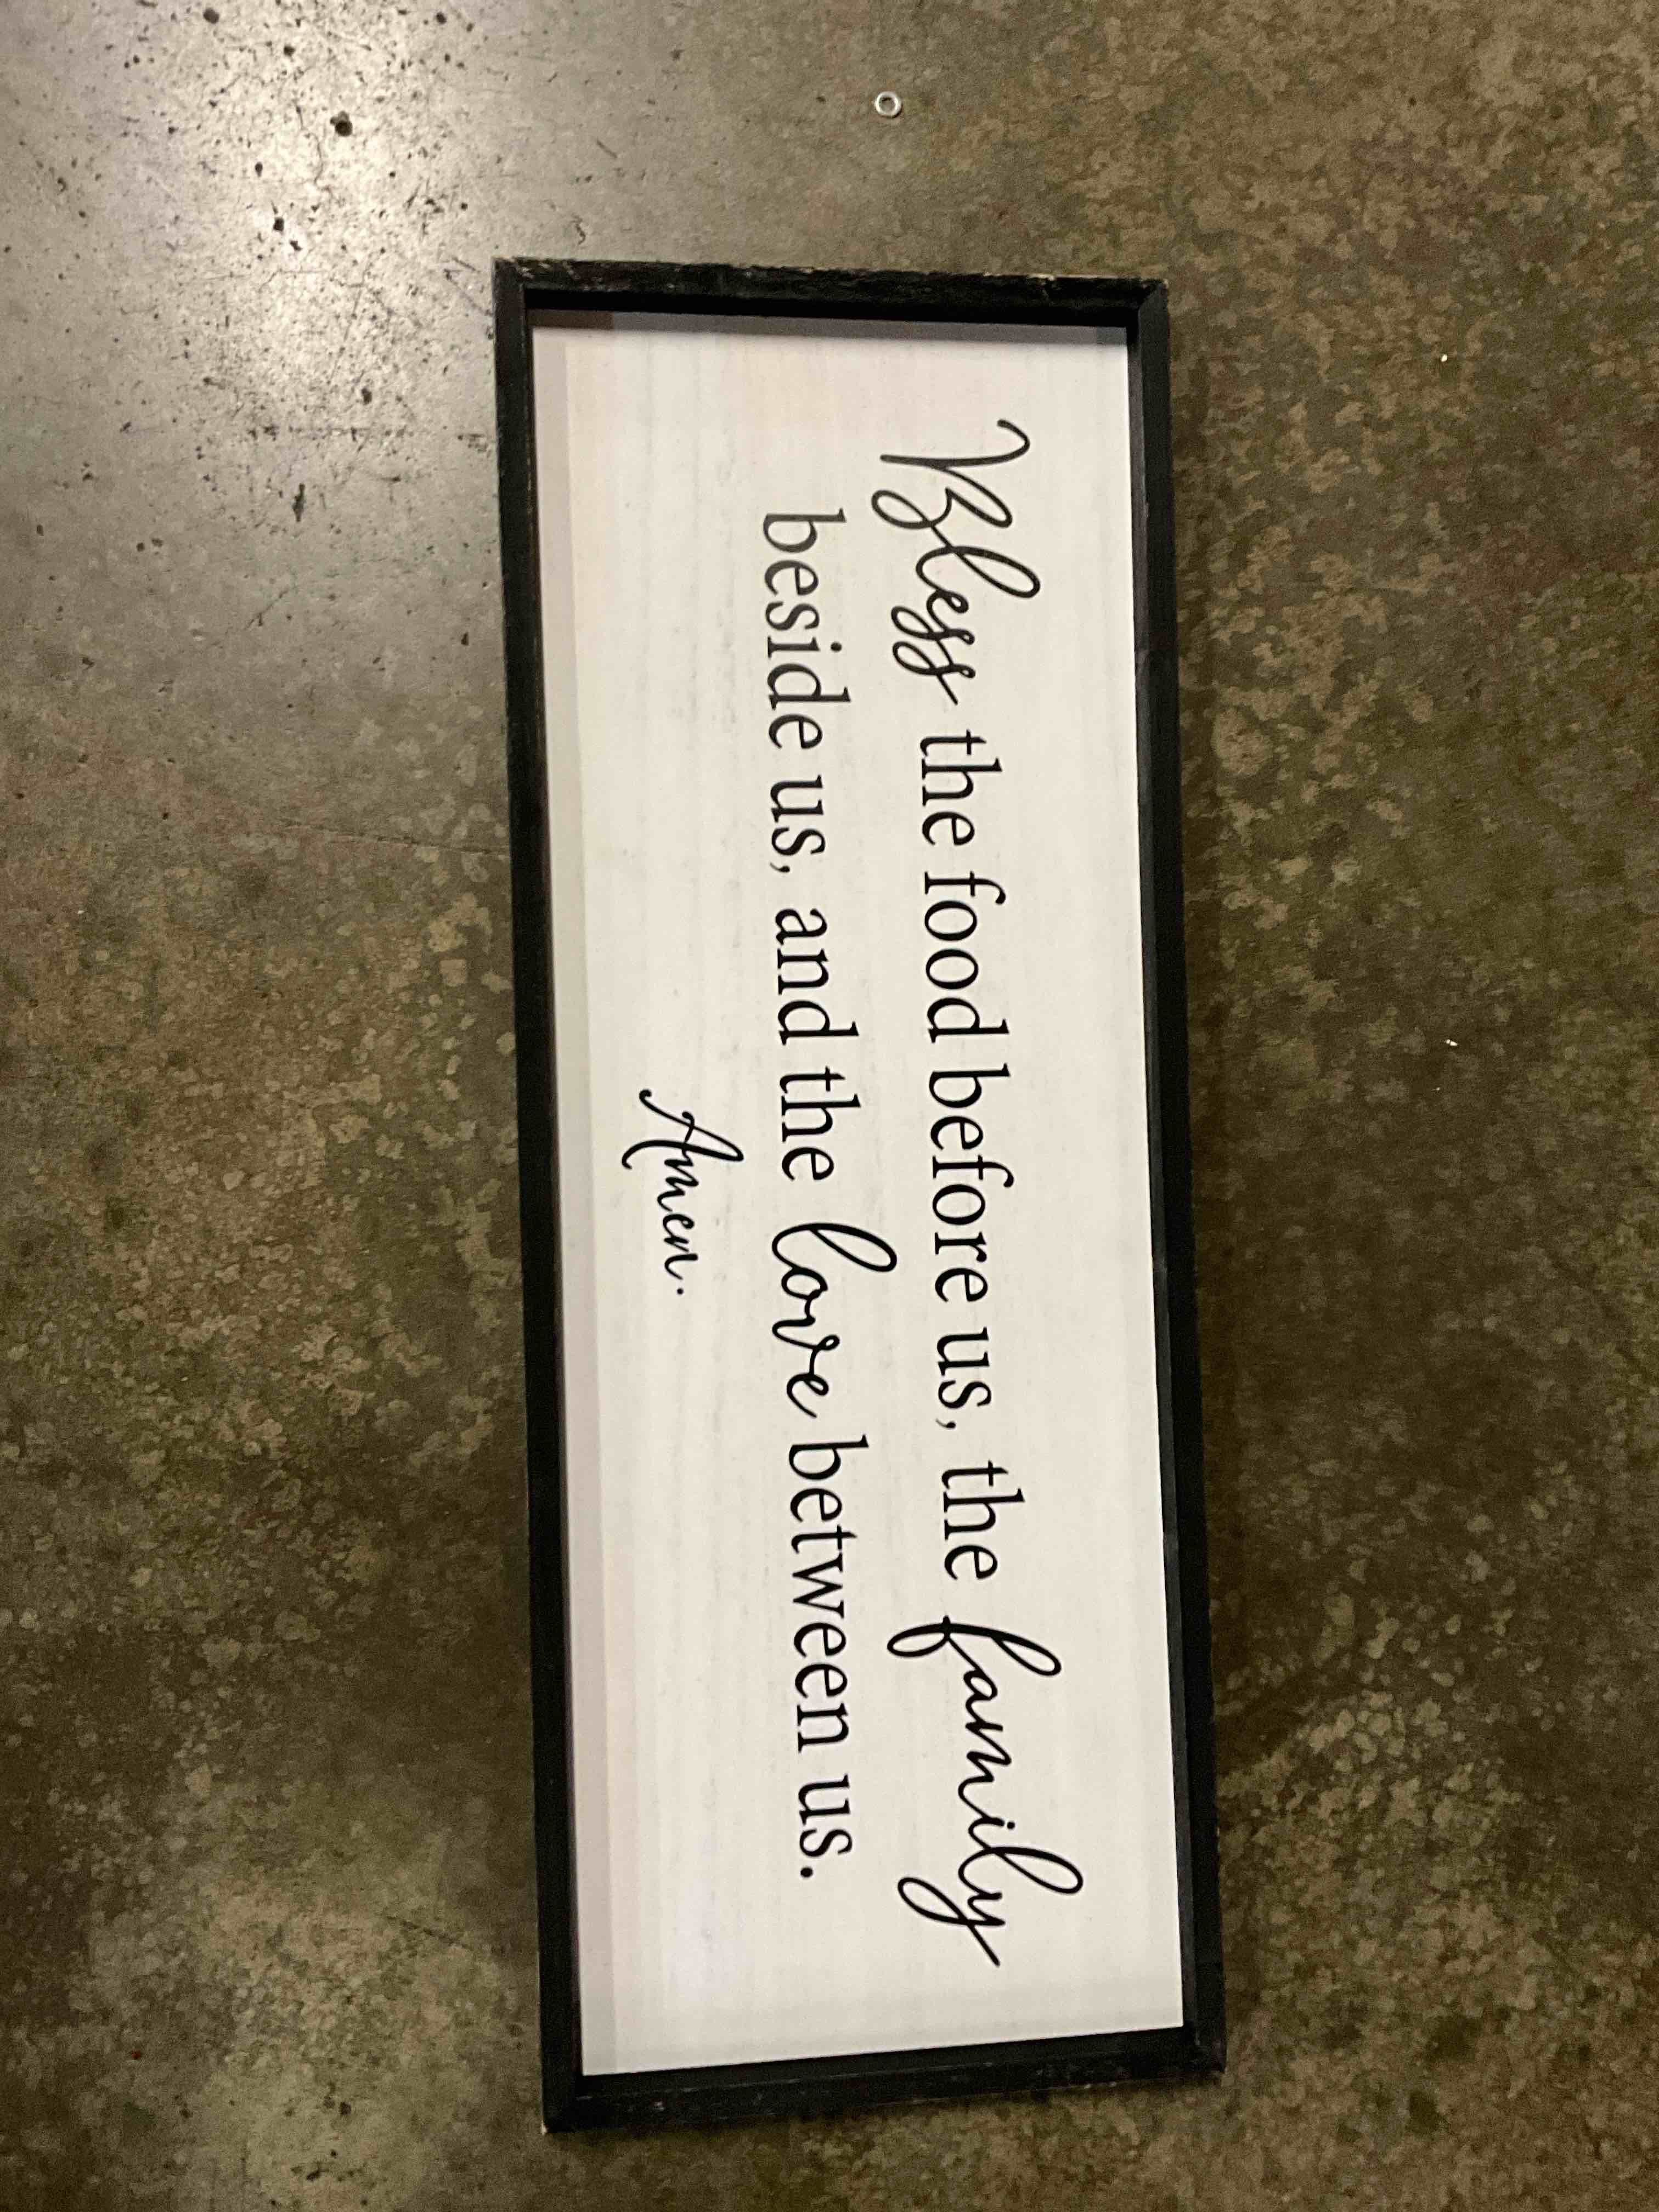 Bless the food before us, the family
beside us, and the love between us.
Amen.